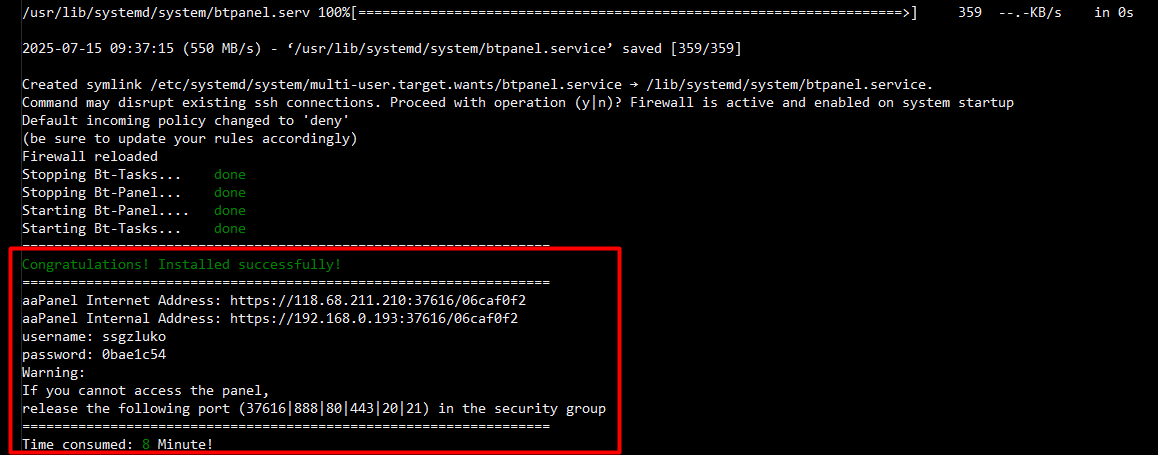 /usr/lib/systemd/system/btpanel.serv 100%[====================================================================>]     359  --.-KB/s    in 0s
2025-07-15 09:37:15 (550 MB/s) - ‘/usr/lib/systemd/system/btpanel.service’ saved [359/359]
Created symlink /etc/systemd/system/multi-user.target.wants/btpanel.service → /lib/systemd/system/btpanel.service.
Command may disrupt existing ssh connections. Proceed with operation (y|n)? Firewall is active and enabled on system startup
Default incoming policy changed to 'deny'
(be sure to update your rules accordingly)
Firewall reloaded
Stopping Bt-Tasks...    done
Stopping Bt-Panel...    done
Starting Bt-Panel....   done
Starting Bt-Tasks...    done
==================================================================
Congratulations! Installed successfully!
==================================================================
aaPanel Internet Address: https://118.68.211.210:37616/06caf0f2
aaPanel Internal Address: https://192.168.0.193:37616/06caf0f2
username: ssgzluko
password: 0bae1c54
Warning:
If you cannot access the panel,
release the following port (37616|888|80|443|20|21) in the security group
==================================================================
Time consumed: 8 Minute!